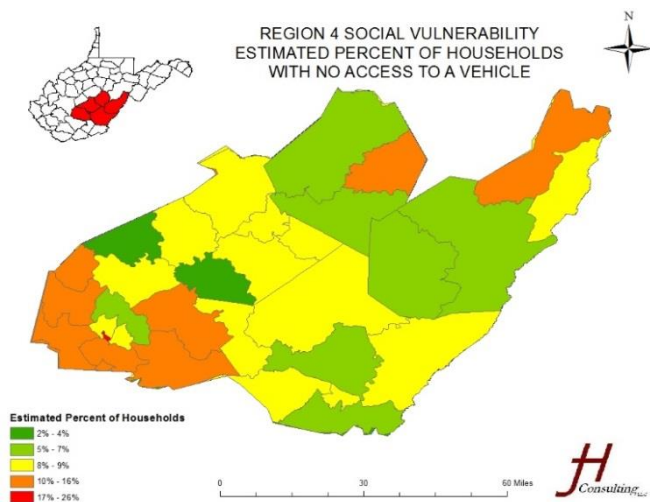 REGION 4 SOCIAL VULNERABILITY
ESTIMATED PERCENT OF HOUSEHOLDS
WITH NO ACCESS TO A VEHICLE
N
Estimated Percent of Households
2% - 4%
5% - 7%
8% - 9%
10% - 16%
17% - 26%
0 30 60 Miles
JH
Consulting